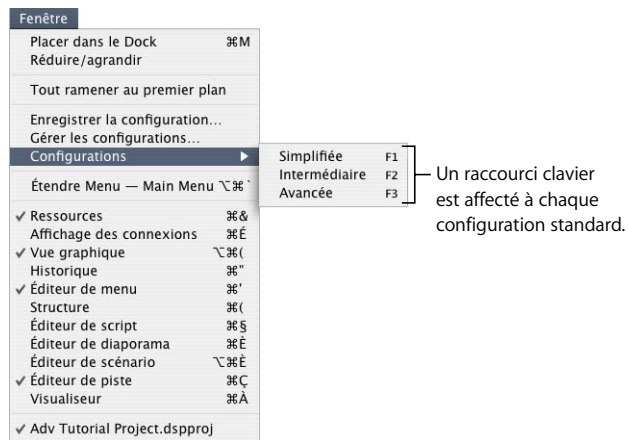 Fenêtre
Placer dans le Dock ⌘M
Réduire/agrandir
Tout ramener au premier plan
Enregistrer la configuration...
Gérer les configurations...
Configurations ▶
Étendre Menu — Main Menu ⌥⌘`
✓ Ressources ⌘&
Affichage des connexions ⌘É
✓ Vue graphique ⌥⌘(
Historique ⌘"
✓ Éditeur de menu ⌘'
Structure ⌘(
Éditeur de script ⌘§
Éditeur de diaporama ⌘È
Éditeur de scénario ⌥⌘È
✓ Éditeur de piste ⌘Ç
Visualiseur ⌘À
✓ Adv Tutorial Project.dspproj
Simplifiée F1
Intermédiaire F2
Avancée F3
Un raccourci clavier
est affecté à chaque
configuration standard.